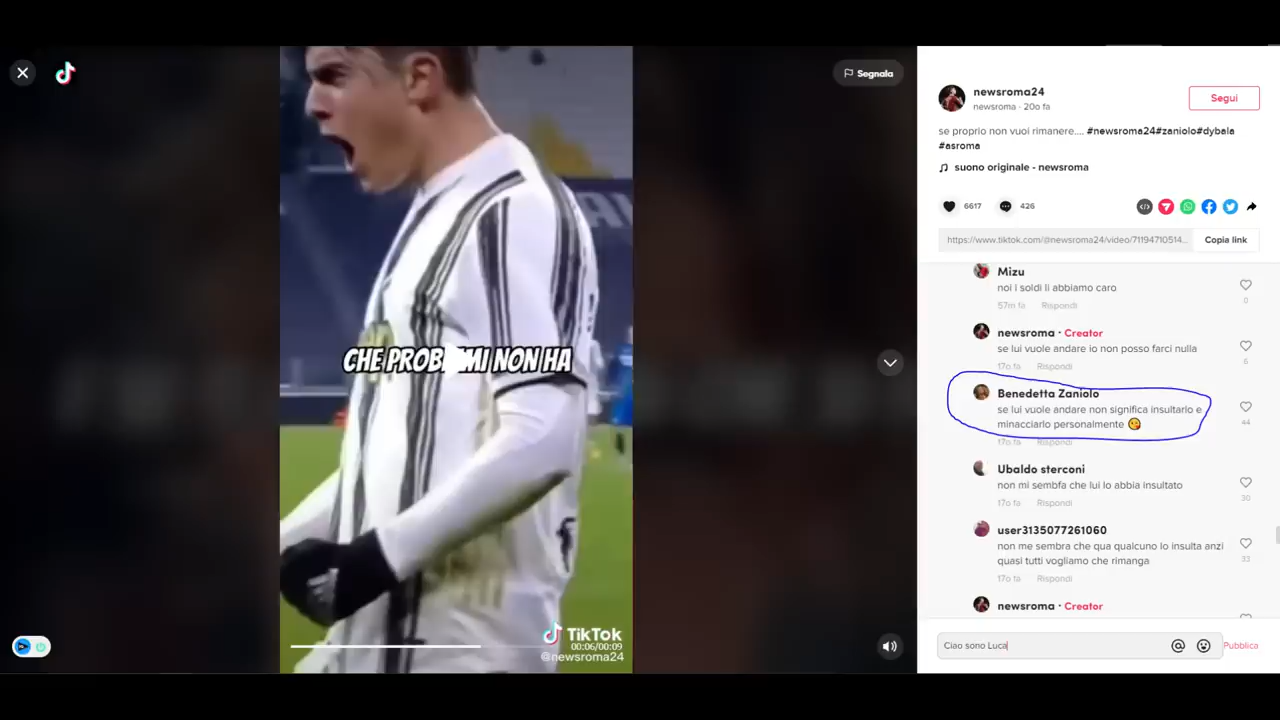 Segnala
CHE PROBLEMI NON HA
TikTok
00:06/00:09
@newsroma24
newsroma24
newsroma · 20o fa
Segui
se proprio non vuoi rimanere.... #newsroma24#zaniolo#dybala
#asroma
suono originale - newsroma
6617
426
https://www.tiktok.com/@newsroma24/video/71194710514...
Copia link
Mizu
noi i soldi li abbiamo caro
0
57m fa Rispondi
newsroma · Creator
se lui vuole andare io non posso farci nulla
6
17o fa Rispondi
Benedetta Zaniolo
se lui vuole andare non significa insultarlo e
minacciarlo personalmente 😋
44
17o fa Rispondi
Ubaldo sterconi
non mi sembfa che lui lo abbia insultato
30
17o fa Rispondi
user3135077261060
non me sembra che qua qualcuno lo insulta anzi
quasi tutti vogliamo che rimanga
33
17o fa Rispondi
newsroma · Creator
Ciao sono Luca
Pubblica